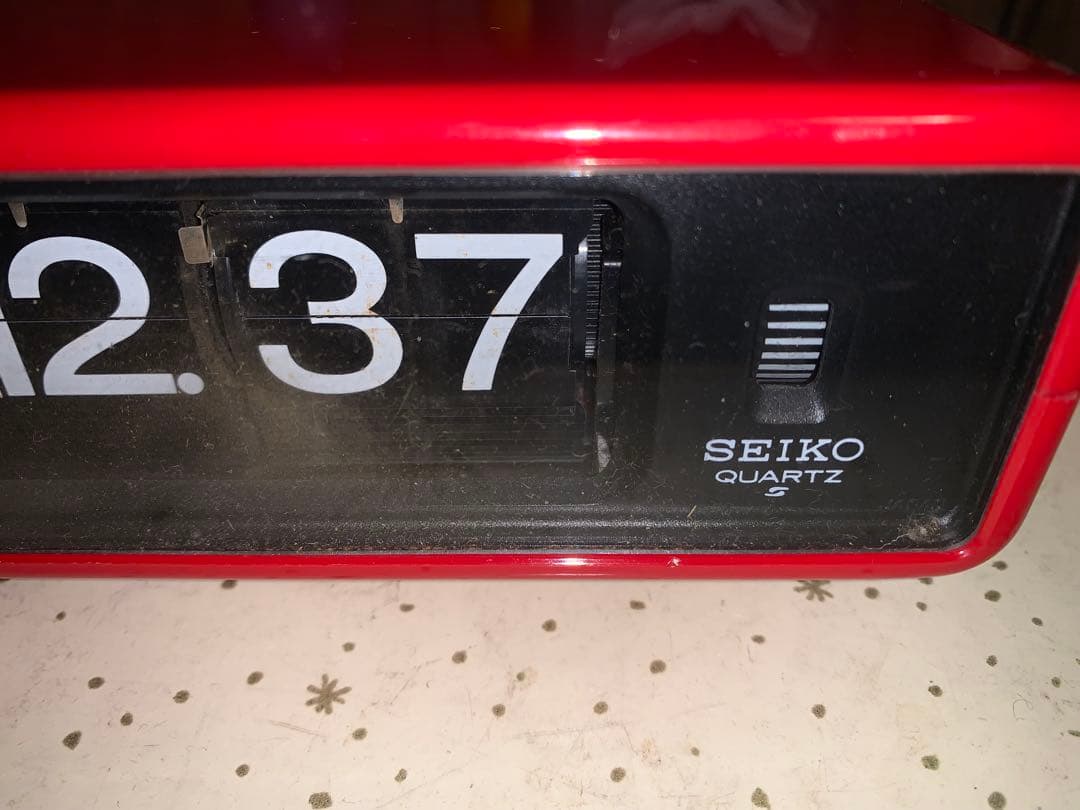 2. 37
SEIKO
QUARTZ